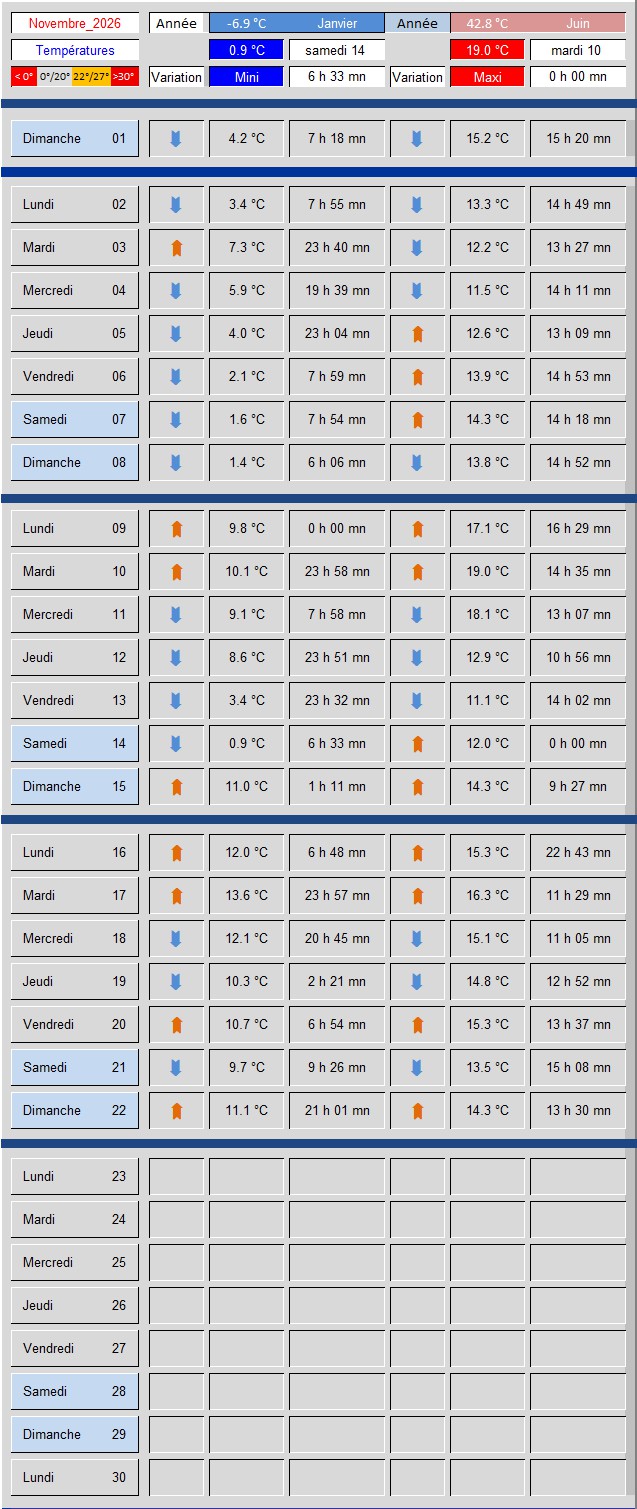 Novembre_2026 Année -6.9 °C Janvier Année 42.8 °C Juin
Températures 0.9 °C samedi 14 19.0 °C mardi 10
< 0° 0°/20° 22°/27° >30° Variation Mini 6 h 33 mn Variation Maxi 0 h 00 mn
Dimanche 01 4.2 °C 7 h 18 mn 15.2 °C 15 h 20 mn
Lundi 02 3.4 °C 7 h 55 mn 13.3 °C 14 h 49 mn
Mardi 03 7.3 °C 23 h 40 mn 12.2 °C 13 h 27 mn
Mercredi 04 5.9 °C 19 h 39 mn 11.5 °C 14 h 11 mn
Jeudi 05 4.0 °C 23 h 04 mn 12.6 °C 13 h 09 mn
Vendredi 06 2.1 °C 7 h 59 mn 13.9 °C 14 h 53 mn
Samedi 07 1.6 °C 7 h 54 mn 14.3 °C 14 h 18 mn
Dimanche 08 1.4 °C 6 h 06 mn 13.8 °C 14 h 52 mn
Lundi 09 9.8 °C 0 h 00 mn 17.1 °C 16 h 29 mn
Mardi 10 10.1 °C 23 h 58 mn 19.0 °C 14 h 35 mn
Mercredi 11 9.1 °C 7 h 58 mn 18.1 °C 13 h 07 mn
Jeudi 12 8.6 °C 23 h 51 mn 12.9 °C 10 h 56 mn
Vendredi 13 3.4 °C 23 h 32 mn 11.1 °C 14 h 02 mn
Samedi 14 0.9 °C 6 h 33 mn 12.0 °C 0 h 00 mn
Dimanche 15 11.0 °C 1 h 11 mn 14.3 °C 9 h 27 mn
Lundi 16 12.0 °C 6 h 48 mn 15.3 °C 22 h 43 mn
Mardi 17 13.6 °C 23 h 57 mn 16.3 °C 11 h 29 mn
Mercredi 18 12.1 °C 20 h 45 mn 15.1 °C 11 h 05 mn
Jeudi 19 10.3 °C 2 h 21 mn 14.8 °C 12 h 52 mn
Vendredi 20 10.7 °C 6 h 54 mn 15.3 °C 13 h 37 mn
Samedi 21 9.7 °C 9 h 26 mn 13.5 °C 15 h 08 mn
Dimanche 22 11.1 °C 21 h 01 mn 14.3 °C 13 h 30 mn
Lundi 23
Mardi 24
Mercredi 25
Jeudi 26
Vendredi 27
Samedi 28
Dimanche 29
Lundi 30